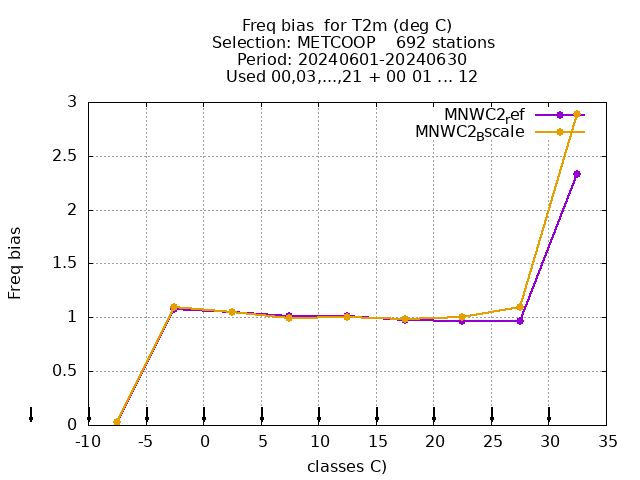 Freq bias  for T2m (deg C)
Selection: METCOOP    692 stations
Period: 20240601-20240630
Used 00,03,...,21 + 00 01 ... 12
MNWC2ref
MNWC2Bscale
3
2.5
2
1.5
1
0.5
0
Freq bias
-10 -5 0 5 10 15 20 25 30 35
classes C)